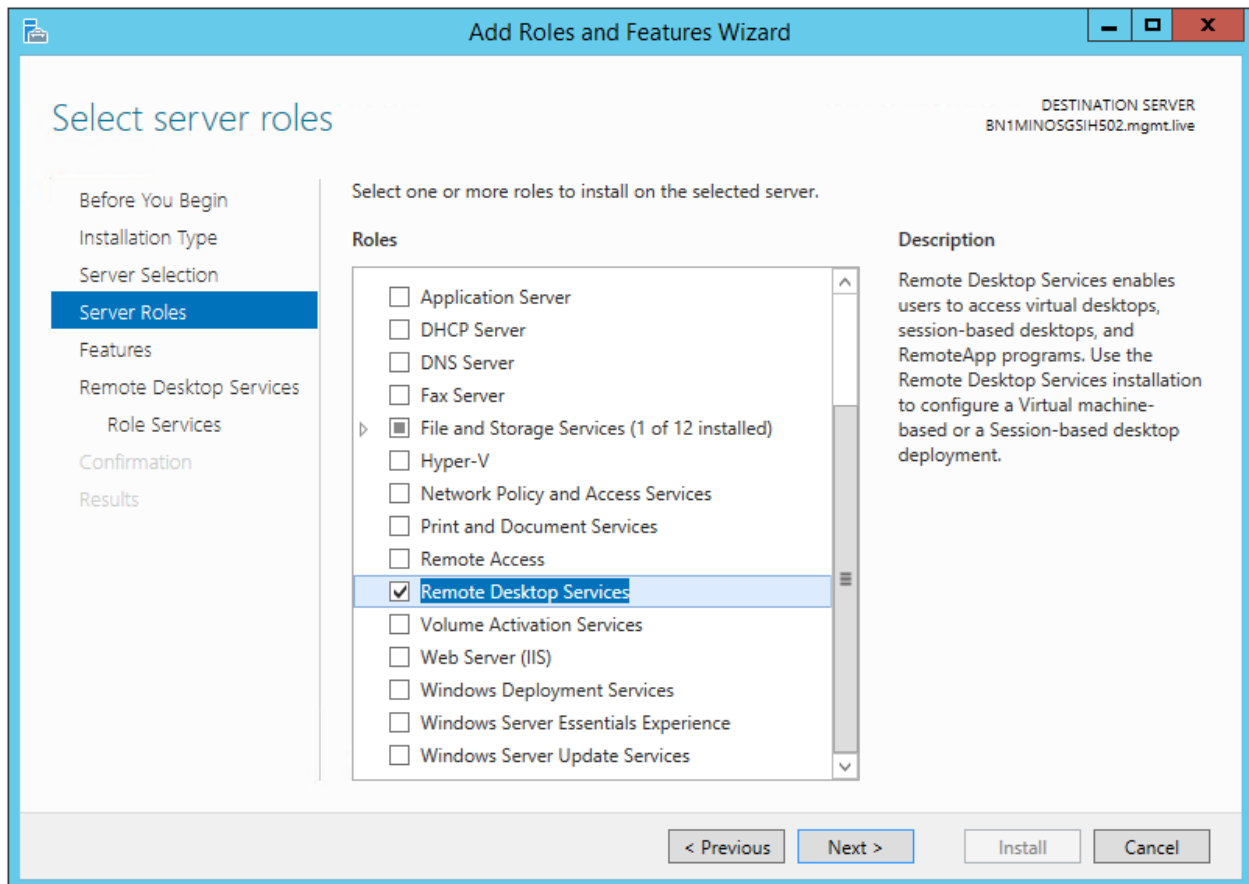 Add Roles and Features Wizard
Select server roles
DESTINATION SERVER
BN1MINOSGSIH502.mgmt.live
Before You Begin
Installation Type
Server Selection
Server Roles
Features
Remote Desktop Services
Role Services
Confirmation
Results
Select one or more roles to install on the selected server.
Roles
Application Server
DHCP Server
DNS Server
Fax Server
File and Storage Services (1 of 12 installed)
Hyper-V
Network Policy and Access Services
Print and Document Services
Remote Access
Remote Desktop Services
Volume Activation Services
Web Server (IIS)
Windows Deployment Services
Windows Server Essentials Experience
Windows Server Update Services
Description
Remote Desktop Services enables
users to access virtual desktops,
session-based desktops, and
RemoteApp programs. Use the
Remote Desktop Services installation
to configure a Virtual machine-
based or a Session-based desktop
deployment.
< Previous
Next >
Install
Cancel